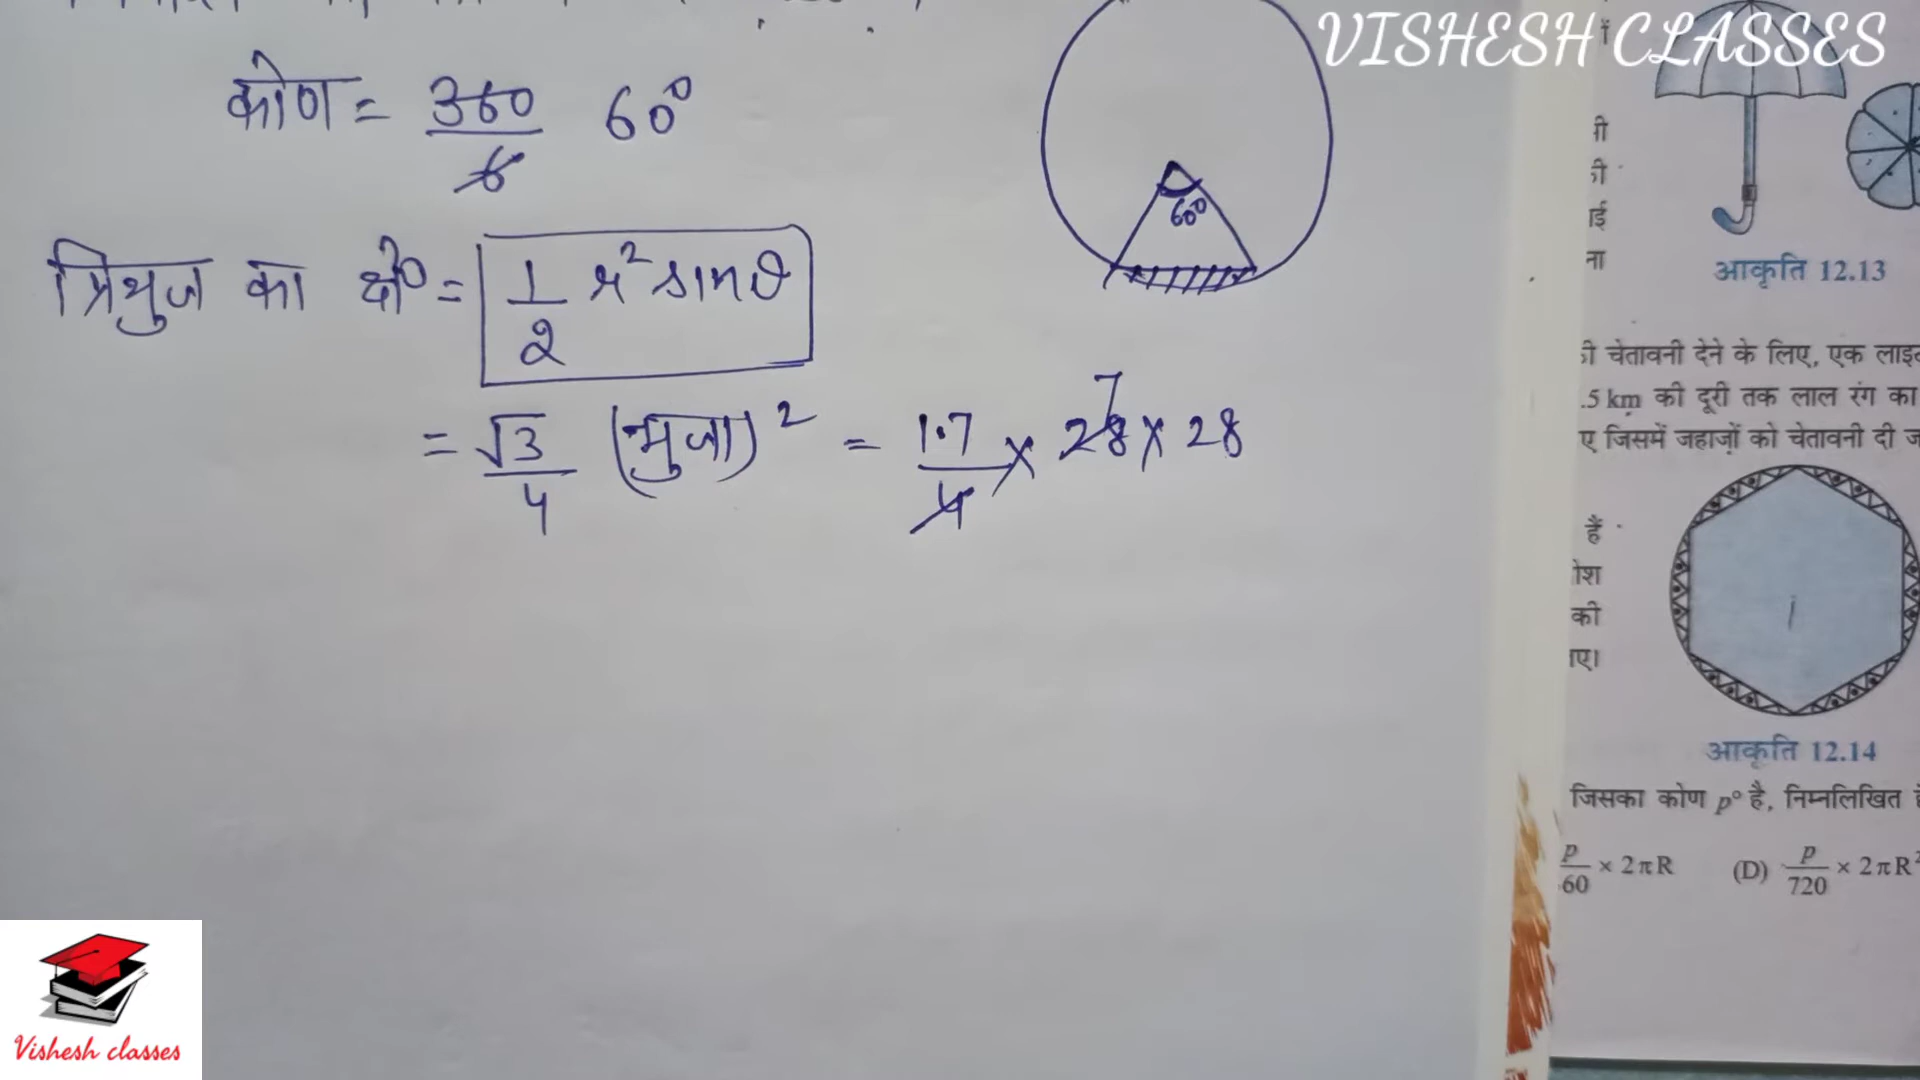 VISHESH CLASSES
कोण = 360/6 60°
60°
त्रिभुज का क्षे० = 1/2 r² sinθ
= √3/4 (भुजा)² = 1.7/4 × 28 × 28
7
नी
की
ई
ना
आकृति 12.13
ी चेतावनी देने के लिए, एक लाइट
.5 km की दूरी तक लाल रंग का
ए जिसमें जहाज़ों को चेतावनी दी ज
हैं
की
ाए।
आकृति 12.14
जिसका कोण p° है, निम्नलिखित
p/60 × 2πR (D) p/720 × 2πR²
Vishesh classes